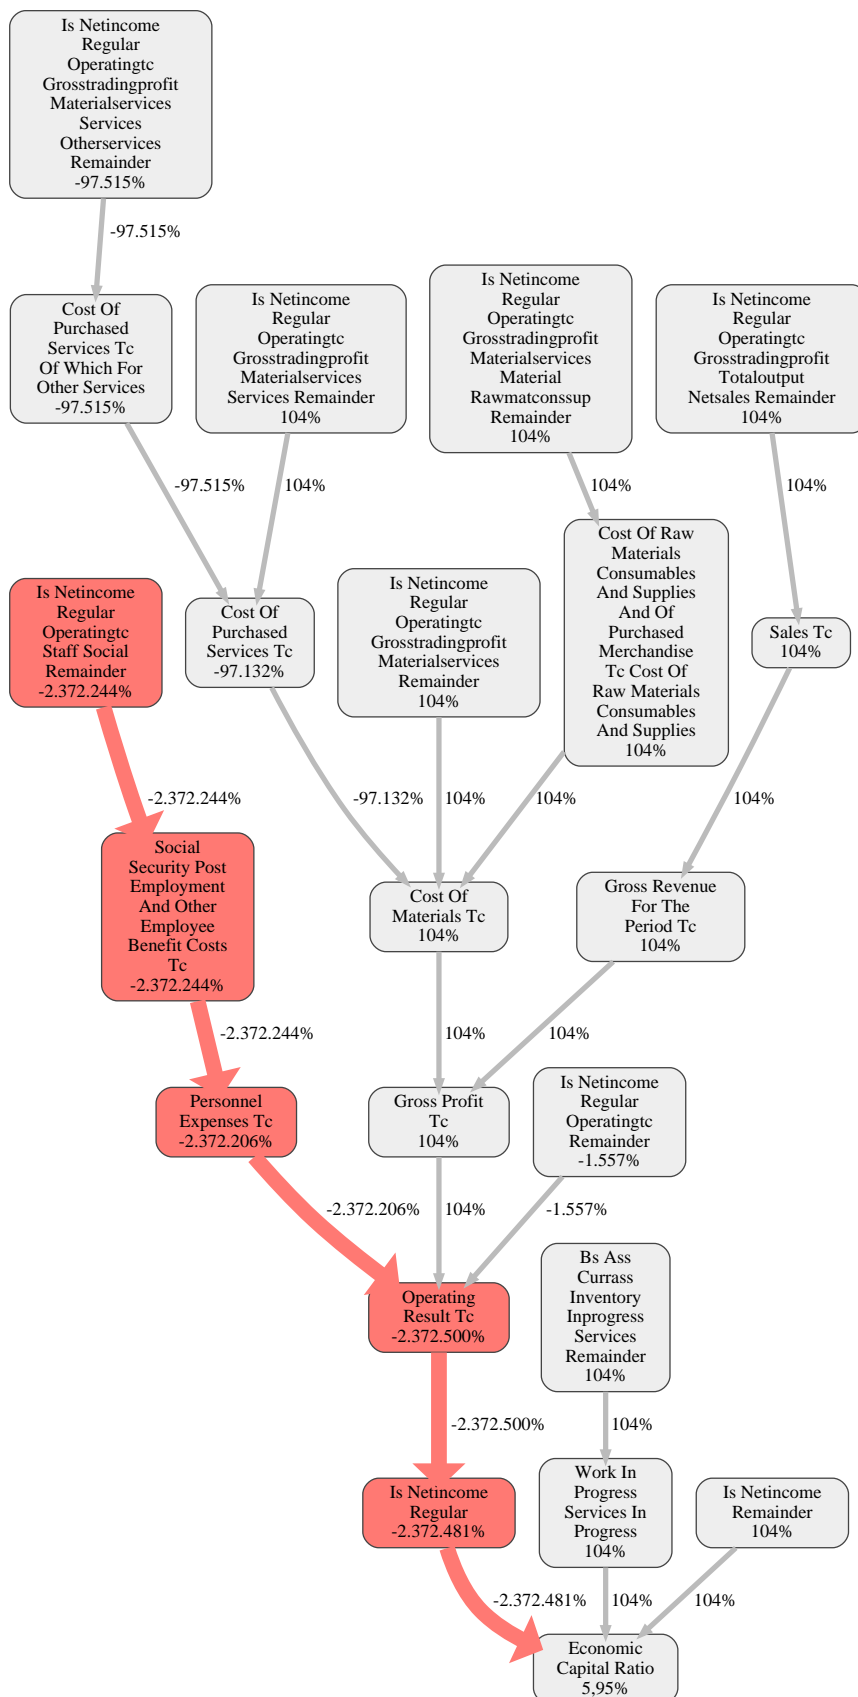 Is Netincome
Regular
Operatingtc
Grosstradingprofit
Materialservices
Services
Otherservices
Remainder
-97.515%
-97.515%
Cost Of
Purchased
Services Tc
Of Which For
Other Services
-97.515%
Is Netincome
Regular
Operatingtc
Grosstradingprofit
Materialservices
Services Remainder
104%
Is Netincome
Regular
Operatingtc
Grosstradingprofit
Materialservices
Material
Rawmatconssup
Remainder
104%
Is Netincome
Regular
Operatingtc
Grosstradingprofit
Totaloutput
Netsales Remainder
104%
-97.515%
104%
104%
104%
Is Netincome
Regular
Operatingtc
Staff Social
Remainder
-2.372.244%
Cost Of
Purchased
Services Tc
-97.132%
Is Netincome
Regular
Operatingtc
Grosstradingprofit
Materialservices
Remainder
104%
Cost Of Raw
Materials
Consumables
And Supplies
And Of
Purchased
Merchandise
Tc Cost Of
Raw Materials
Consumables
And Supplies
104%
Sales Tc
104%
-2.372.244%
-97.132%
104%
104%
104%
Social
Security Post
Employment
And Other
Employee
Benefit Costs
Tc
-2.372.244%
Cost Of
Materials Tc
104%
Gross Revenue
For The
Period Tc
104%
-2.372.244%
104%
104%
Personnel
Expenses Tc
-2.372.206%
Gross Profit
Tc
104%
Is Netincome
Regular
Operatingtc
Remainder
-1.557%
-2.372.206%
104%
-1.557%
Operating
Result Tc
-2.372.500%
Bs Ass
Currass
Inventory
Inprogress
Services
Remainder
104%
-2.372.500%
104%
Is Netincome
Regular
-2.372.481%
Work In
Progress
Services In
Progress
104%
Is Netincome
Remainder
104%
-2.372.481%
104%
104%
Economic
Capital Ratio
5,95%